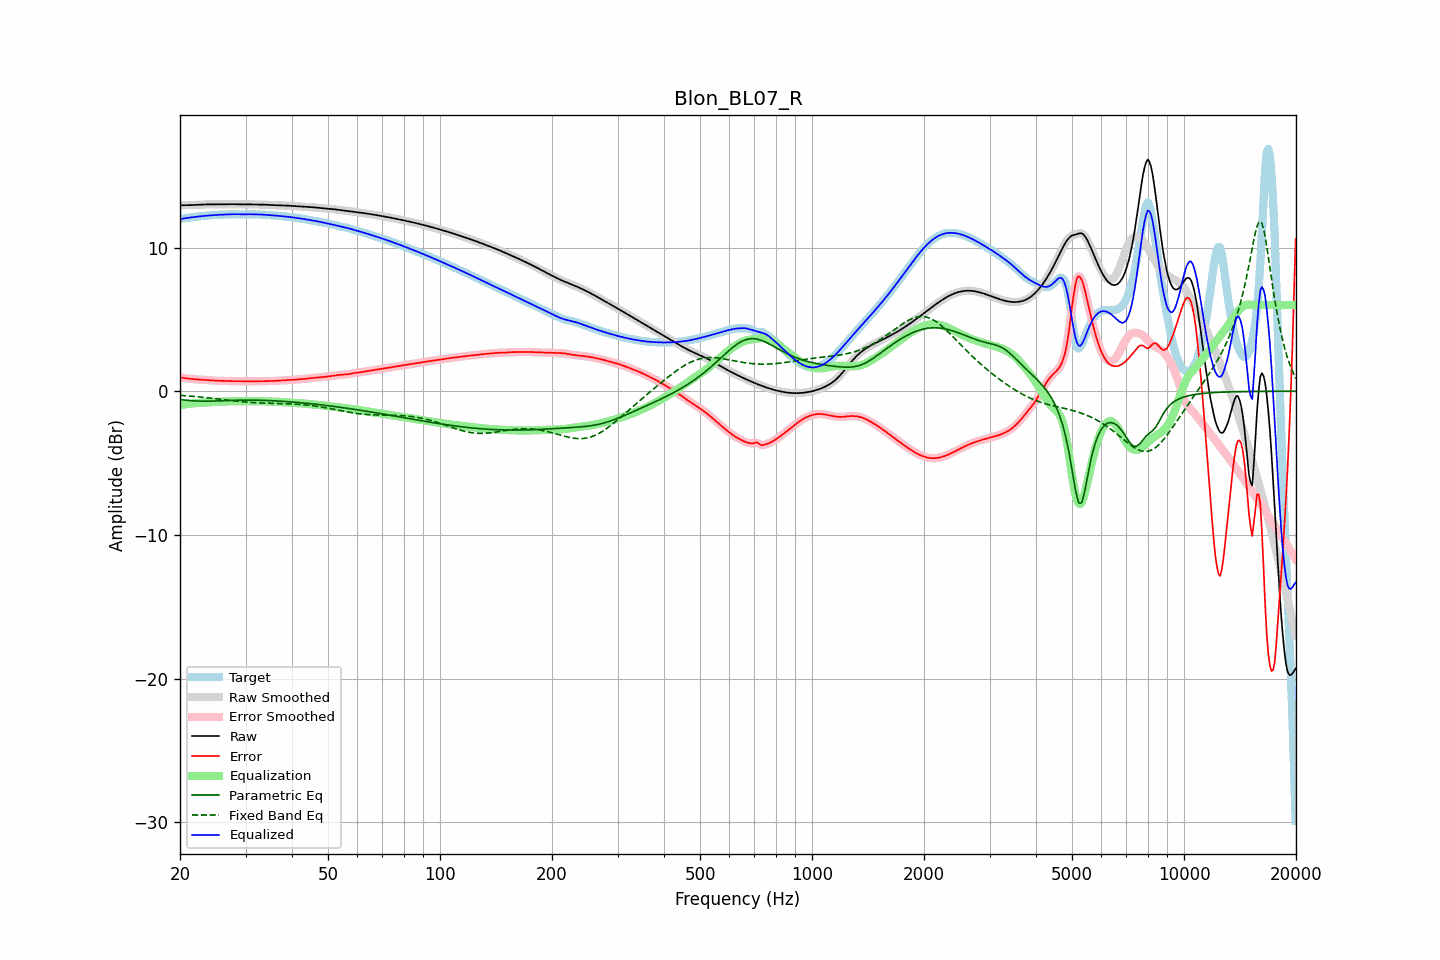 Blon_BL07_R
Amplitude (dBr)
10
0
−10
−20
−30
Target
Raw Smoothed
Error Smoothed
Raw
Error
Equalization
Parametric Eq
Fixed Band Eq
Equalized
20 50 100 200 500 1000 2000 5000 10000 20000
Frequency (Hz)